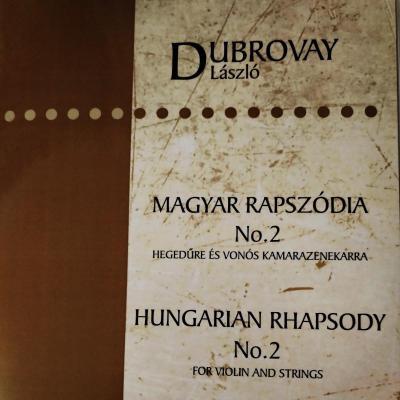 DUBROVAY
László
MAGYAR RAPSZÓDIA
No.2
HEGEDŰRE ÉS VONÓS KAMARAZENEKARRA
HUNGARIAN RHAPSODY
No.2
FOR VIOLIN AND STRINGS